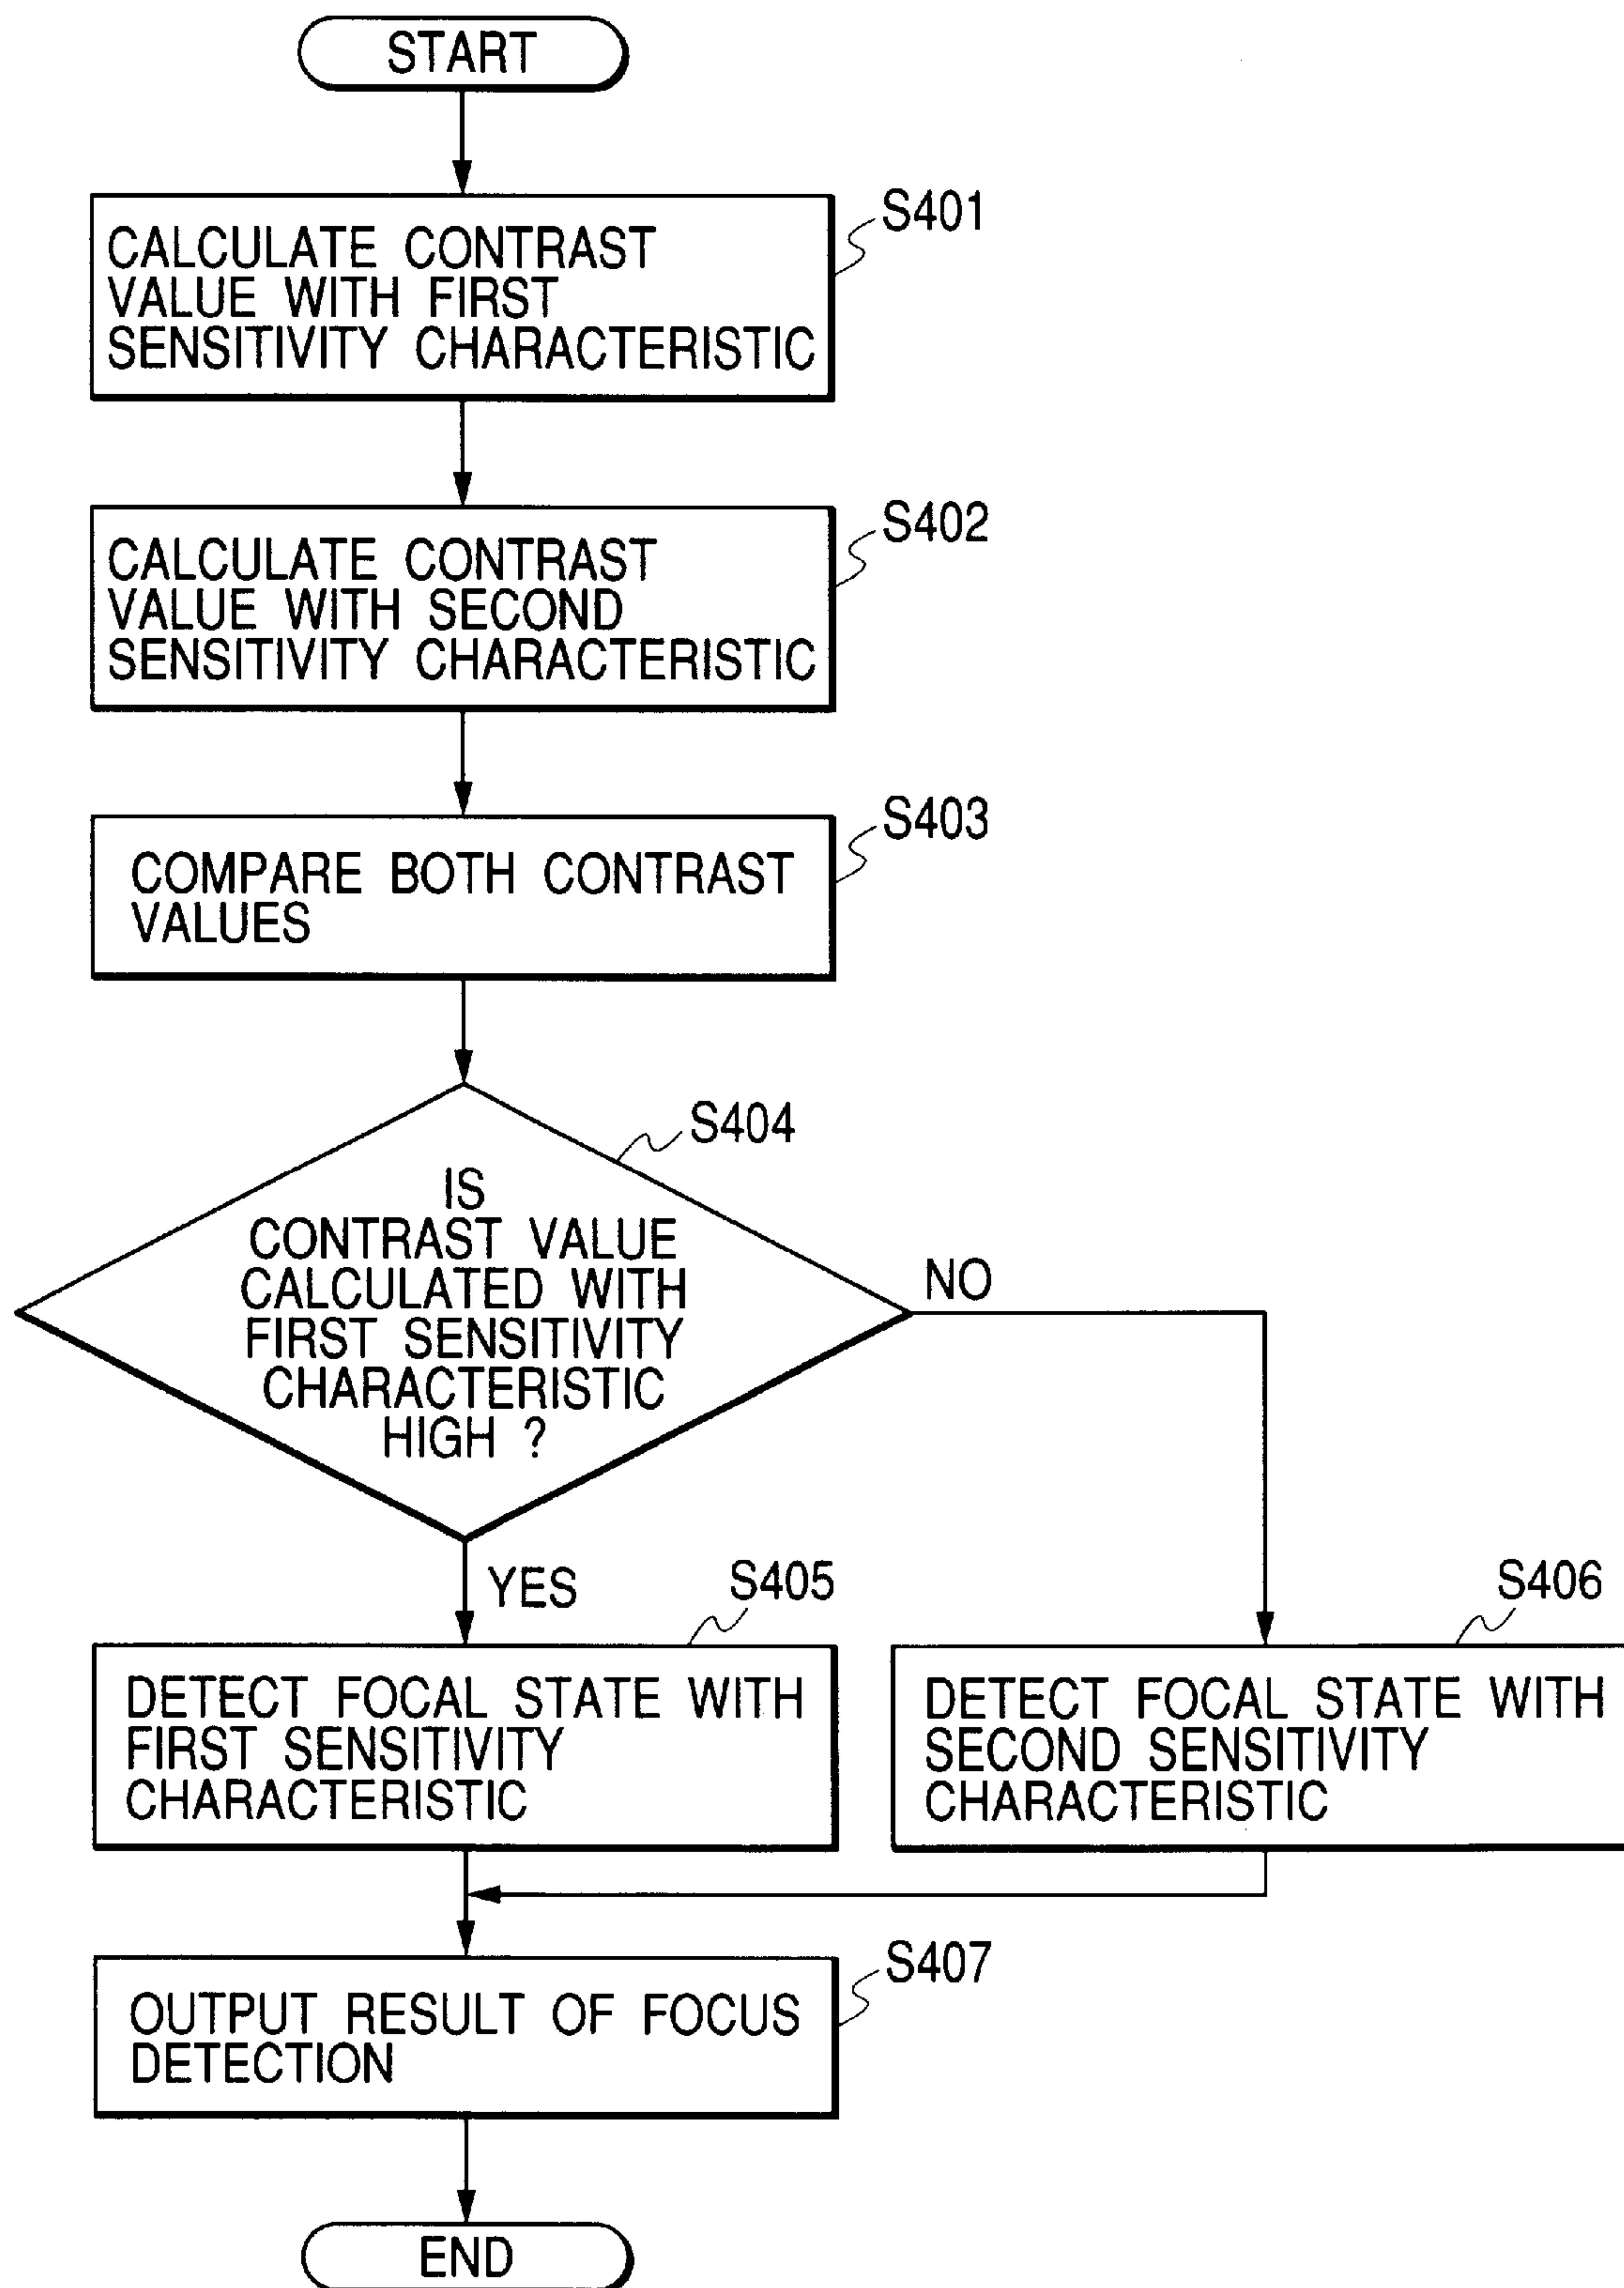 START
S401
CALCULATE CONTRAST
VALUE WITH FIRST
SENSITIVITY CHARACTERISTIC
S402
CALCULATE CONTRAST
VALUE WITH SECOND
SENSITIVITY CHARACTERISTIC
S403
COMPARE BOTH CONTRAST
VALUES
S404
IS
CONTRAST VALUE
CALCULATED WITH
FIRST SENSITIVITY
CHARACTERISTIC
HIGH ?
NO
YES
S405
DETECT FOCAL STATE WITH
FIRST SENSITIVITY
CHARACTERISTIC
S406
DETECT FOCAL STATE WITH
SECOND SENSITIVITY
CHARACTERISTIC
S407
OUTPUT RESULT OF FOCUS
DETECTION
END